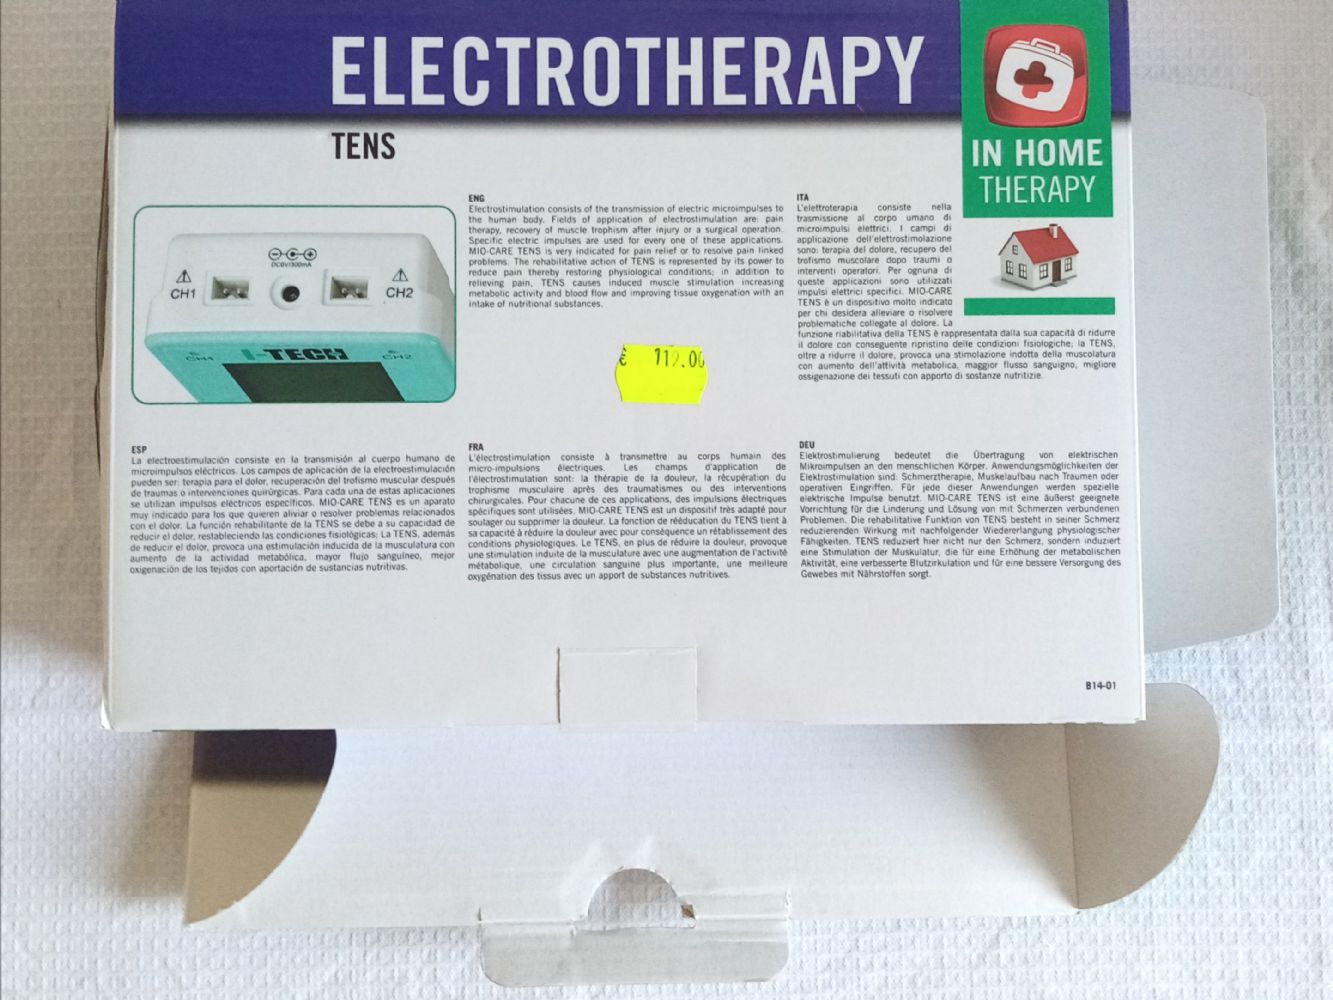 ELECTROTHERAPY
TENS
IN HOME
THERAPY
DC6V/300mA
CH1
CH2
CH1
I-TECH
CH2
ENG
Electrostimulation consists of the transmission of electric microimpulses to
the human body. Fields of application of electrostimulation are: pain
therapy, recovery of muscle trophism after injury or a surgical operation.
Specific electric impulses are used for every one of these applications.
MIO-CARE TENS is very indicated for pain relief or to resolve pain linked
problems. The rehabilitative action of TENS is represented by its power to
reduce pain thereby restoring physiological conditions; in addition to
relieving pain, TENS causes induced muscle stimulation increasing
metabolic activity and blood flow and improving tissue oxygenation with an
intake of nutritional substances.
€ 119.00
ITA
L'elettroterapia consiste nella
trasmissione al corpo umano di
microimpulsi elettrici. I campi di
applicazione dell'elettrostimolazione
sono: terapia del dolore, recupero del
trofismo muscolare dopo traumi o
interventi operatori. Per ognuna di
queste applicazioni sono utilizzati
impulsi elettrici specifici. MIO-CARE
TENS è un dispositivo molto indicato
per chi desidera alleviare o risolvere
problematiche collegate al dolore. La
funzione riabilitativa della TENS è rappresentata dalla sua capacità di ridurre
il dolore con conseguente ripristino delle condizioni fisiologiche; la TENS,
oltre a ridurre il dolore, provoca una stimolazione indotta della muscolatura
con aumento dell'attività metabolica, maggior flusso sanguigno, migliore
ossigenazione dei tessuti con apporto di sostanze nutritizie.
ESP
La electroestimulación consiste en la transmisión al cuerpo humano de
microimpulsos eléctricos. Los campos de aplicación de la electroestimulación
pueden ser: terapia para el dolor, recuperación del trofismo muscular después
de traumas o intervenciones quirúrgicas. Para cada una de estas aplicaciones
se utilizan impulsos eléctricos específicos. MIO-CARE TENS es un aparato
muy indicado para los que quieren aliviar o resolver problemas relacionados
con el dolor. La función rehabilitante de la TENS se debe a su capacidad de
reducir el dolor, restableciendo las condiciones fisiológicas; La TENS, además
de reducir el dolor, provoca una estimulación inducida de la musculatura con
aumento de la actividad metabólica, mayor flujo sanguíneo, mejor
oxigenación de los tejidos con aportación de sustancias nutritivas.
FRA
L'électrostimulation consiste à transmettre au corps humain des
micro-impulsions électriques. Les champs d'application de
l'électrostimulation sont: la thérapie de la douleur, la récupération du
trophisme musculaire après des traumatismes ou des interventions
chirurgicales. Pour chacune de ces applications, des impulsions électriques
spécifiques sont utilisées. MIO-CARE TENS est un dispositif très adapté pour
soulager ou supprimer la douleur. La fonction de rééducation du TENS tient à
sa capacité à réduire la douleur avec pour conséquence un rétablissement des
conditions physiologiques. Le TENS, en plus de réduire la douleur, provoque
une stimulation induite de la musculature avec une augmentation de l'activité
métabolique, une circulation sanguine plus importante, une meilleure
oxygénation des tissus avec un apport de substances nutritives.
DEU
Elektrostimulierung bedeutet die Übertragung von elektrischen
Mikroimpulsen an den menschlichen Körper. Anwendungsmöglichkeiten der
Elektrostimulation sind: Schmerztherapie, Muskelaufbau nach Traumen oder
operativen Eingriffen. Für jede dieser Anwendungen werden spezielle
elektrische Impulse benutzt. MIO-CARE TENS ist eine äußerst geeignete
Vorrichtung für die Linderung und Lösung von mit Schmerzen verbundenen
Problemen. Die rehabilitative Funktion von TENS besteht in seiner Schmerz
reduzierenden Wirkung mit nachfolgender Wiedererlangung physiologischer
Fähigkeiten. TENS reduziert hier nicht nur den Schmerz, sondern induziert
eine Stimulation der Muskulatur, die für eine Erhöhung der metabolischen
Aktivität, eine verbesserte Blutzirkulation und für eine bessere Versorgung des
Gewebes mit Nährstoffen sorgt.
B14-01